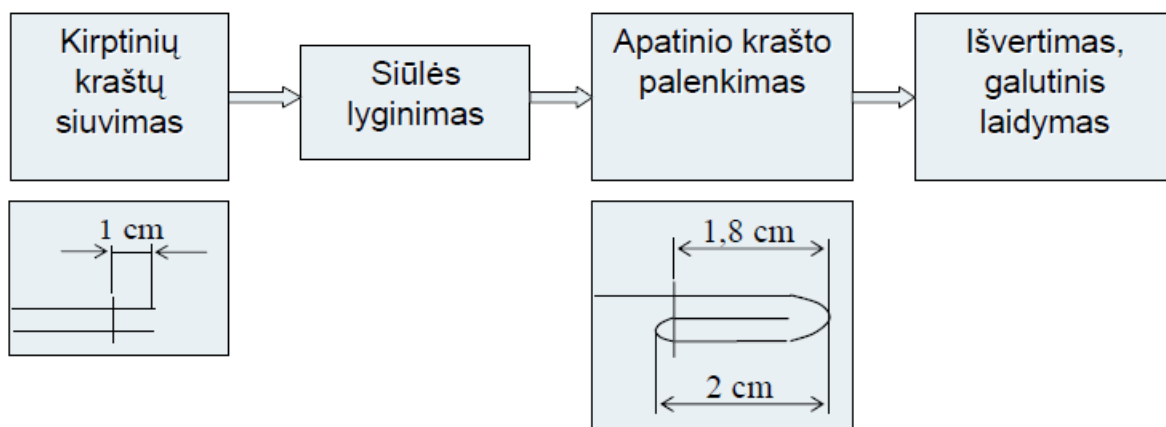 Kirptinių
kraštų
siuvimas
Siūlės
lyginimas
Apatinio krašto
palenkimas
Išvertimas,
galutinis
laidymas
1 cm
1,8 cm
2 cm